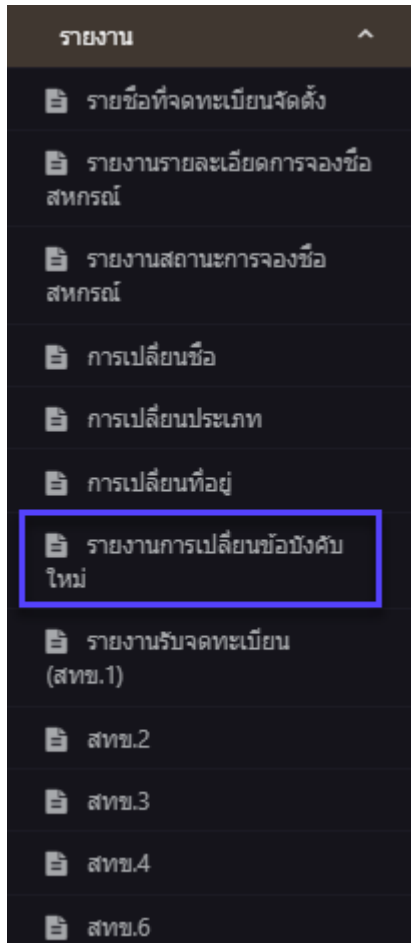 รายงาน
รายชื่อที่จดทะเบียนจัดตั้ง
รายงานรายละเอียดการจองชื่อ
สหกรณ์
รายงานสถานะการจองชื่อ
สหกรณ์
การเปลี่ยนชื่อ
การเปลี่ยนประเภท
การเปลี่ยนที่อยู่
รายงานการเปลี่ยนข้อบังคับ
ใหม่
รายงานรับจดทะเบียน
(สทข.1)
สทข.2
สทข.3
สทข.4
สทข.6